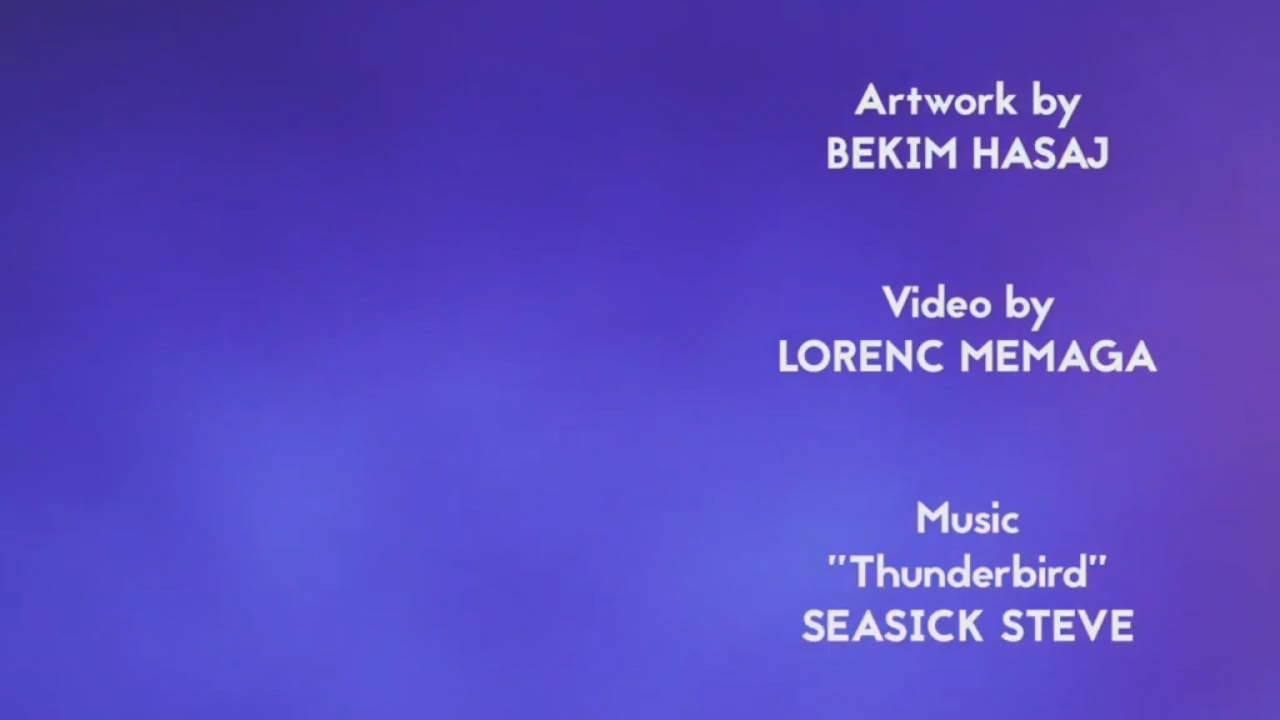 Artwork by
BEKIM HASAJ
Video by
LORENC MEMAGA
Music
"Thunderbird"
SEASICK STEVE